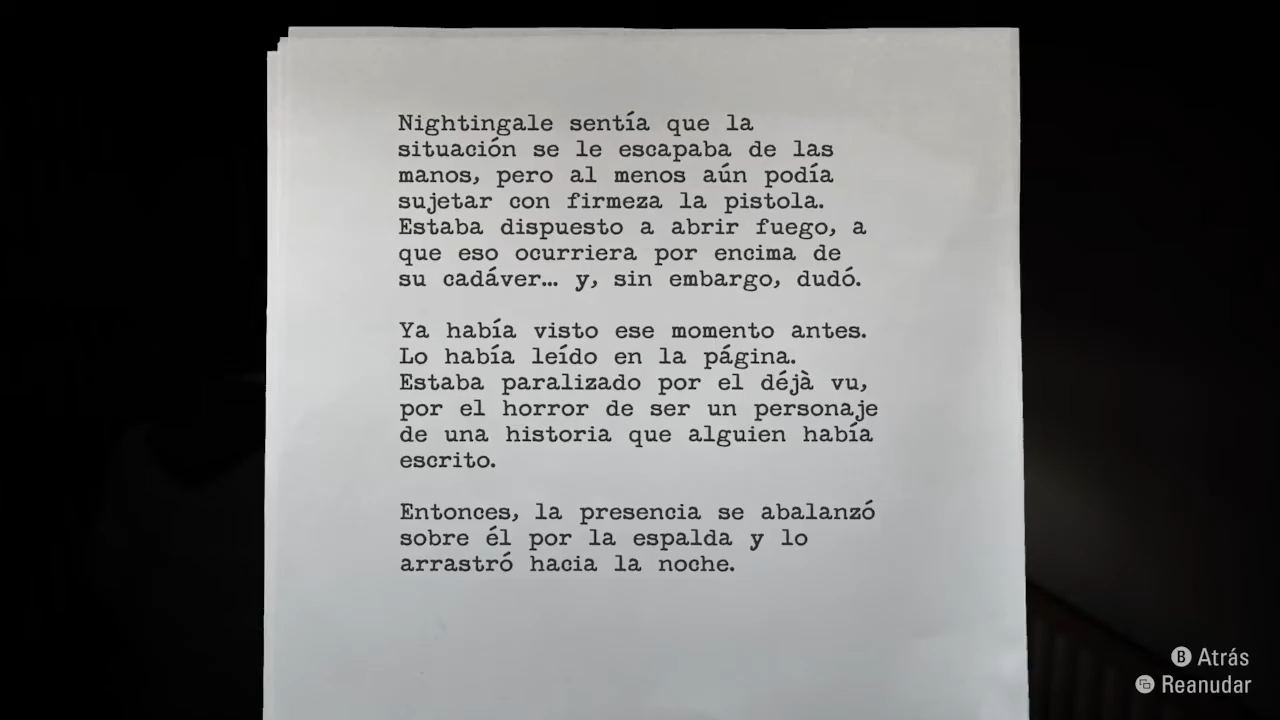 Nightingale sentía que la
situación se le escapaba de las
manos, pero al menos aún podía
sujetar con firmeza la pistola.
Estaba dispuesto a abrir fuego, a
que eso ocurriera por encima de
su cadáver… y, sin embargo, dudó.
Ya había visto ese momento antes.
Lo había leído en la página.
Estaba paralizado por el déjà vu,
por el horror de ser un personaje
de una historia que alguien había
escrito.
Entonces, la presencia se abalanzó
sobre él por la espalda y lo
arrastró hacia la noche.
B Atrás
Reanudar